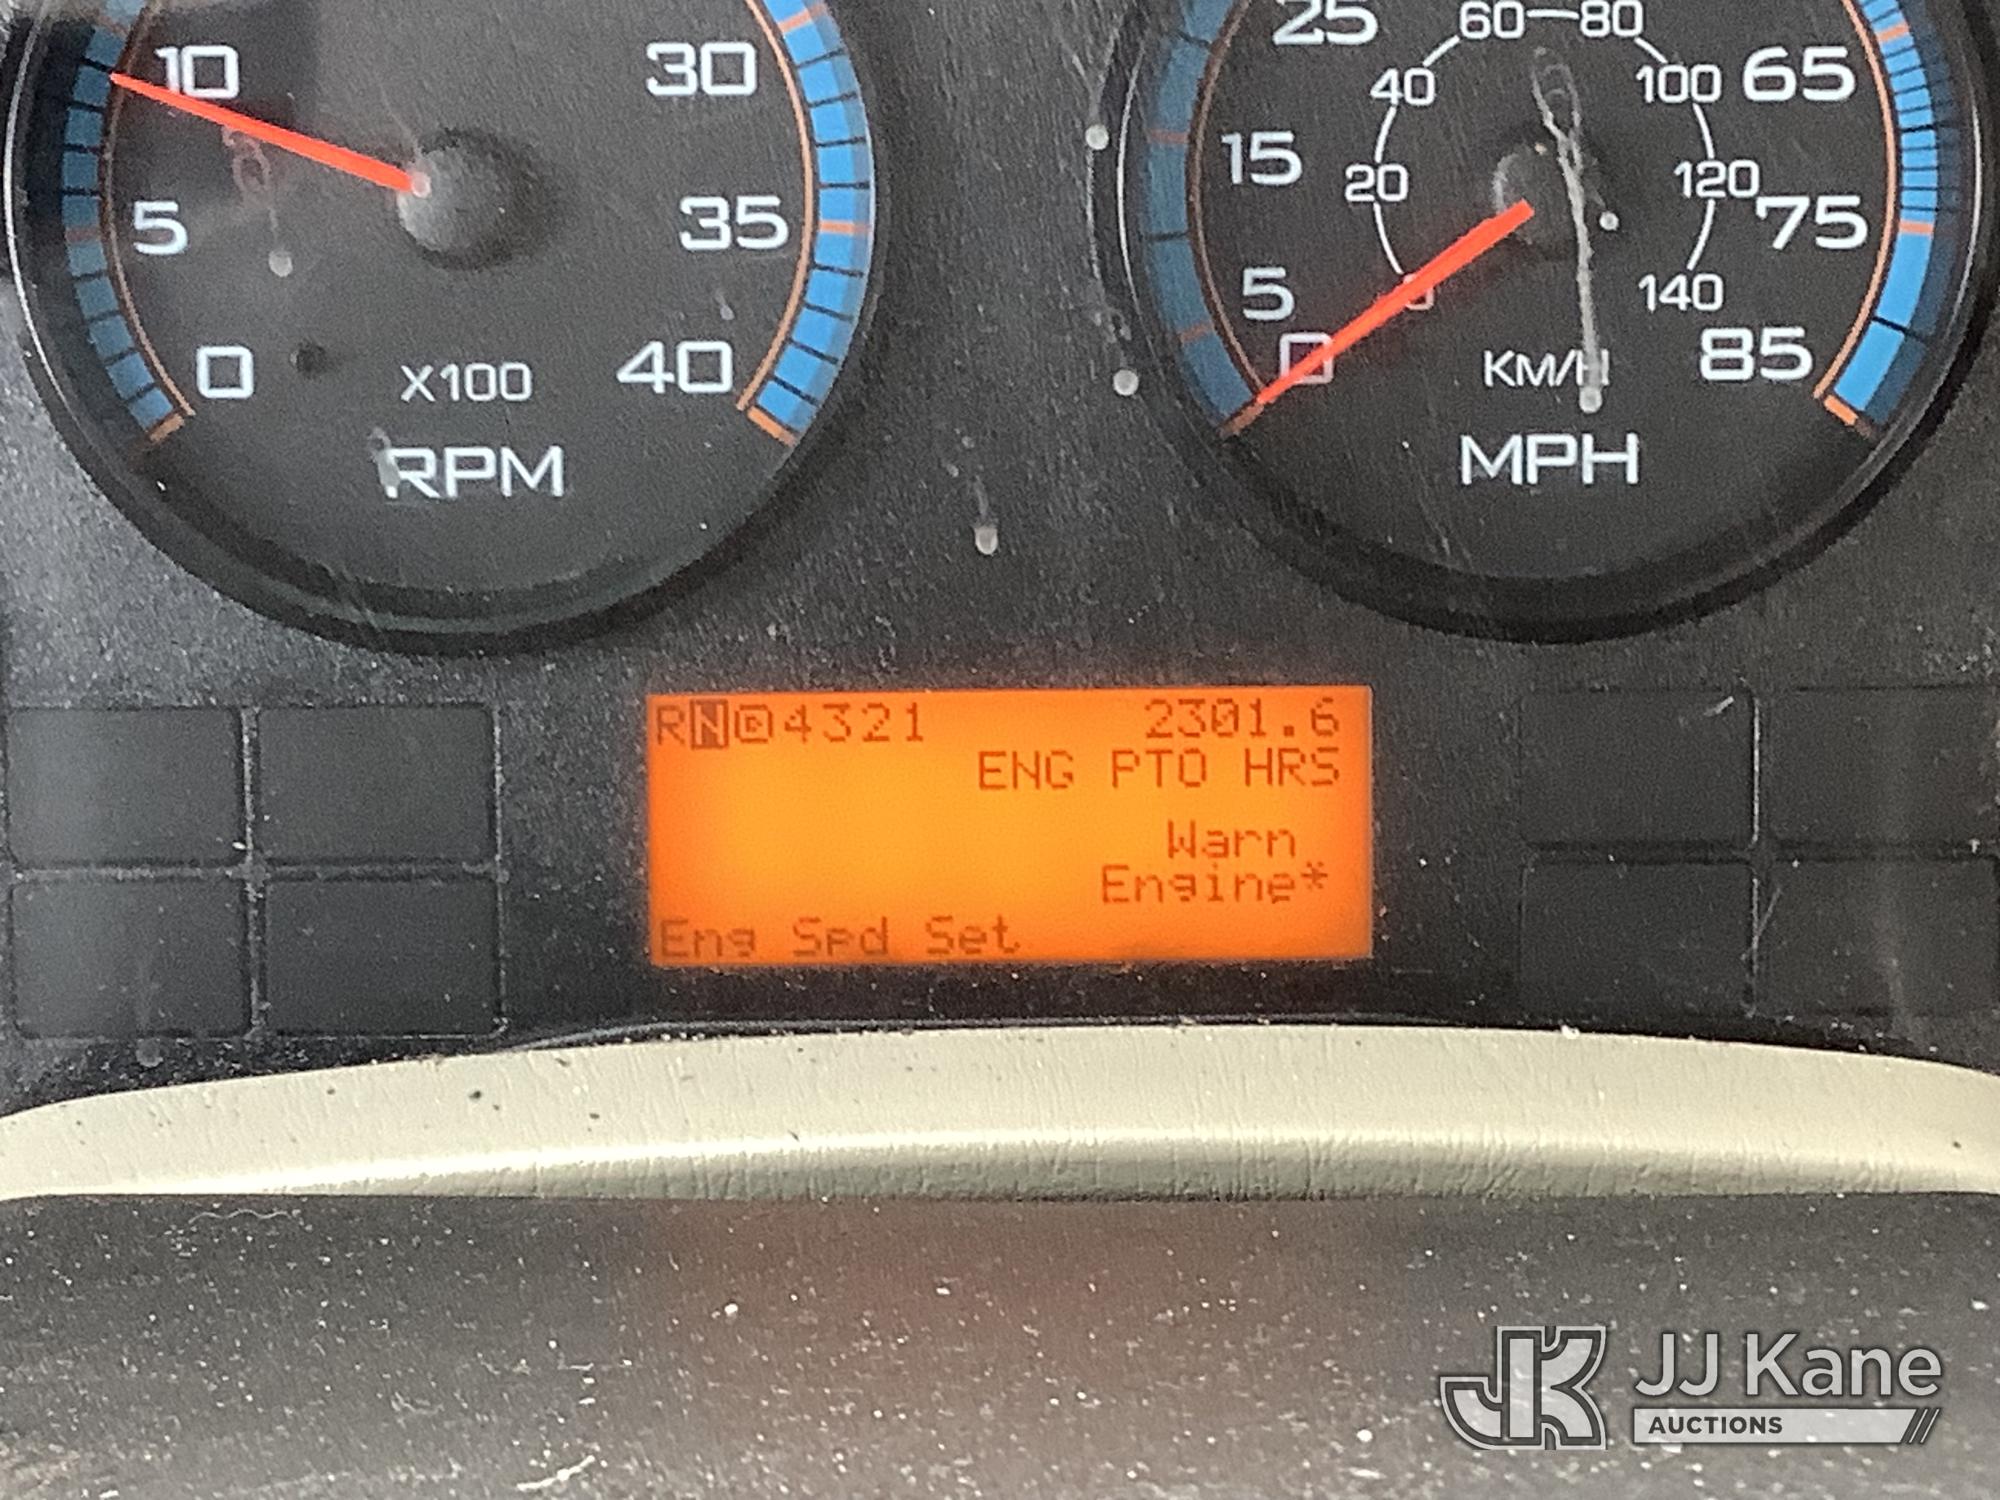 10
30
5
35
0
40
X100
RPM
25
60 80
40
100
65
15
20
120
75
5
0
140
0
KM/H
85
MPH
RN D 4321 2301.6
ENG PTO HRS
Warn
Engine*
Eng Spd Set
JK JJ Kane
AUCTIONS